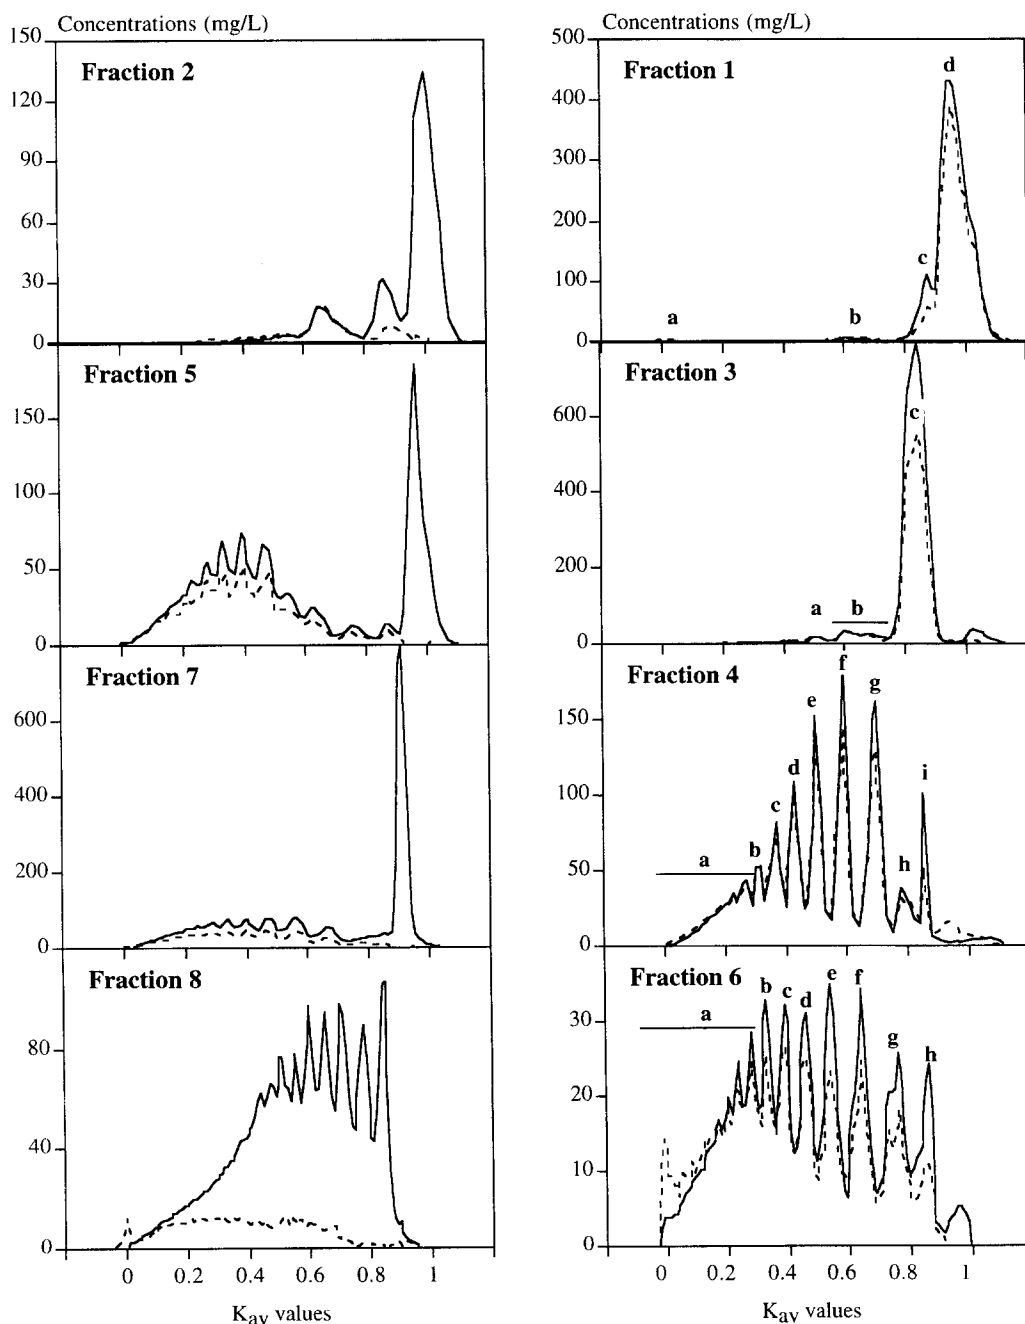 Concentrations (mg/L)
150
120
90
60
30
0
Fraction 2
Fraction 5
150
100
50
0
Fraction 7
600
400
200
0
Fraction 8
80
40
0
0 0.2 0.4 0.6 0.8 1
Kav values
Concentrations (mg/L)
500
400
300
200
100
0
Fraction 1
a b c d
Fraction 3
600
400
200
0
a b c
Fraction 4
150
100
50
0
a b c d e f g h i
Fraction 6
30
20
10
0
a b c d e f g h
0 0.2 0.4 0.6 0.8 1
Kav values